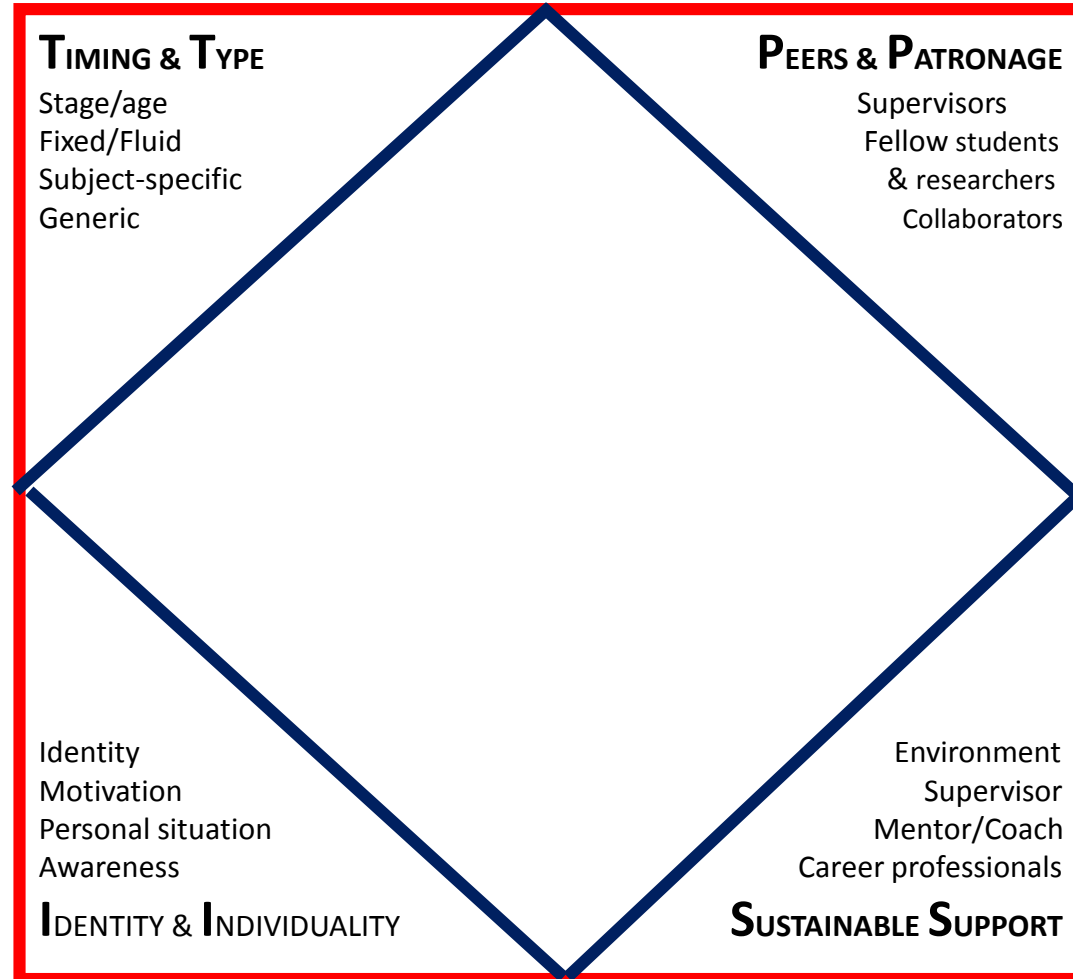 TIMING & TYPE
Stage/age
Fixed/Fluid
Subject-specific
Generic
PEERS & PATRONAGE
Supervisors
Fellow students
& researchers
Collaborators
Identity
Motivation
Personal situation
Awareness
IDENTITY & INDIVIDUALITY
Environment
Supervisor
Mentor/Coach
Career professionals
SUSTAINABLE SUPPORT